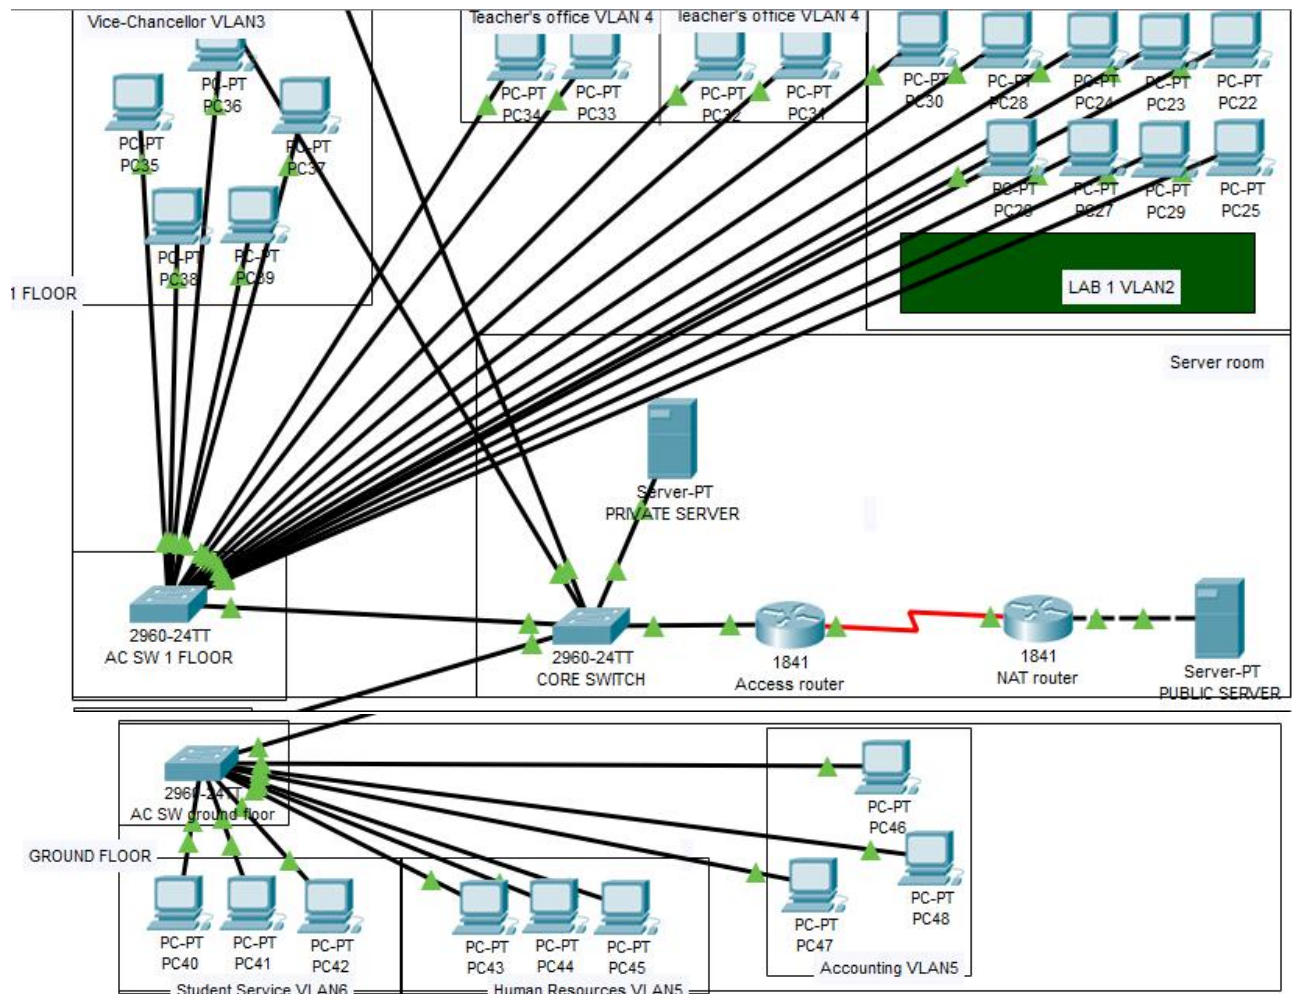 Vice-Chancellor VLAN3
Teacher's office VLAN 4
Teacher's office VLAN 4
PC-PT
PC36
PC-PT
PC35
PC-PT
PC37
PC-PT
PC38
PC-PT
PC39
PC-PT
PC34
PC-PT
PC33
PC-PT
PC32
PC-PT
PC31
PC-PT
PC30
PC-PT
PC28
PC-PT
PC24
PC-PT
PC23
PC-PT
PC22
PC-PT
PC-PT
PC27
PC-PT
PC29
PC-PT
PC25
1 FLOOR
LAB 1 VLAN2
Server room
Server-PT
PRIVATE SERVER
2960-24TT
AC SW 1 FLOOR
2960-24TT
CORE SWITCH
1841
Access router
1841
NAT router
Server-PT
PUBLIC SERVER
2960-24TT
AC SW ground floor
GROUND FLOOR
PC-PT
PC46
PC-PT
PC48
PC-PT
PC47
Accounting VLAN5
PC-PT
PC40
PC-PT
PC41
PC-PT
PC42
Student Service VLAN6
PC-PT
PC43
PC-PT
PC44
PC-PT
PC45
Human Resources VLAN5